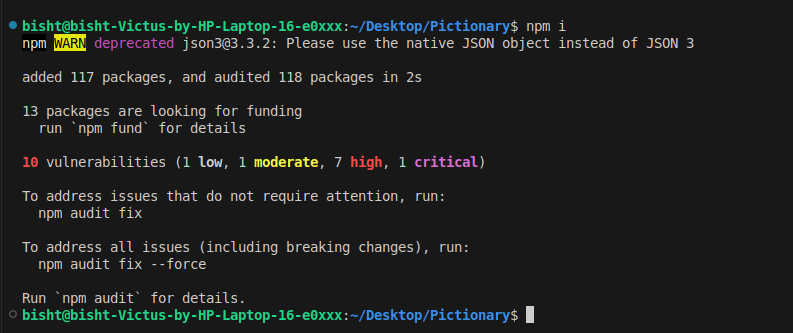 bisht@bisht-Victus-by-HP-Laptop-16-e0xxx:~/Desktop/Pictionary$ npm i
npm WARN deprecated json3@3.3.2: Please use the native JSON object instead of JSON 3
added 117 packages, and audited 118 packages in 2s
13 packages are looking for funding
  run `npm fund` for details
10 vulnerabilities (1 low, 1 moderate, 7 high, 1 critical)
To address issues that do not require attention, run:
  npm audit fix
To address all issues (including breaking changes), run:
  npm audit fix --force
Run `npm audit` for details.
bisht@bisht-Victus-by-HP-Laptop-16-e0xxx:~/Desktop/Pictionary$